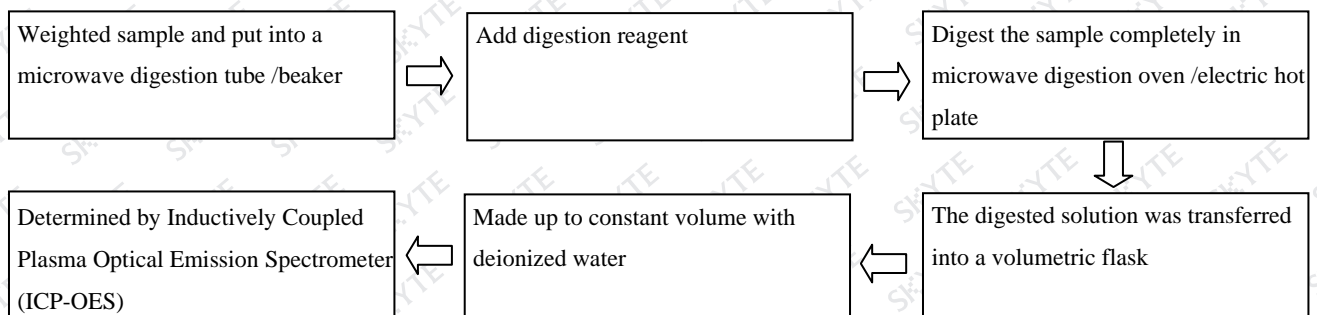 Weighted sample and put into a
microwave digestion tube /beaker
Add digestion reagent
Digest the sample completely in
microwave digestion oven /electric hot
plate
The digested solution was transferred
into a volumetric flask
Made up to constant volume with
deionized water
Determined by Inductively Coupled
Plasma Optical Emission Spectrometer
(ICP-OES)
SKYTE